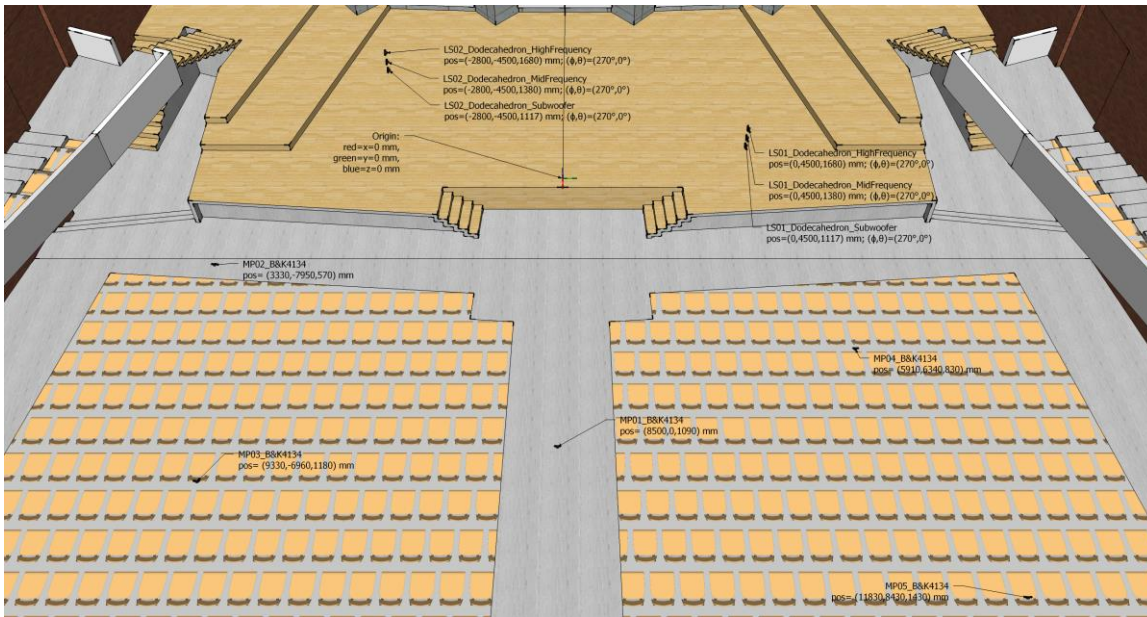 LS02_Dodecahedron_HighFrequency
pos=(-2800,-4500,1680) mm; (ϕ,θ)=(270°,0°)
LS02_Dodecahedron_MidFrequency
pos=(-2800,-4500,1380) mm; (ϕ,θ)=(270°,0°)
LS02_Dodecahedron_Subwoofer
pos=(-2800,-4500,1117) mm; (ϕ,θ)=(270°,0°)
Origin:
red=x=0 mm,
green=y=0 mm,
blue=z=0 mm
LS01_Dodecahedron_HighFrequency
pos=(0,4500,1680) mm; (ϕ,θ)=(270°,0°)
LS01_Dodecahedron_MidFrequency
pos=(0,4500,1380) mm; (ϕ,θ)=(270°,0°)
LS01_Dodecahedron_Subwoofer
pos=(0,4500,1117) mm; (ϕ,θ)=(270°,0°)
MP02_B&K4134
pos= (3330,-7950,570) mm
MP04_B&K4134
pos= (5910,6340,830) mm
MP01_B&K4134
pos= (8500,0,1090) mm
MP03_B&K4134
pos= (9330,-6960,1180) mm
MP05_B&K4134
pos= (11830,8430,1430) mm